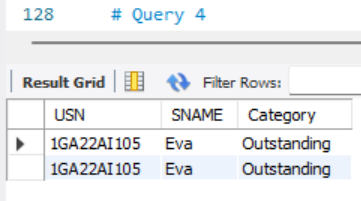 128 # Query 4
Result Grid Filter Rows:
USN SNAME Category
1GA22AI105 Eva Outstanding
1GA22AI105 Eva Outstanding